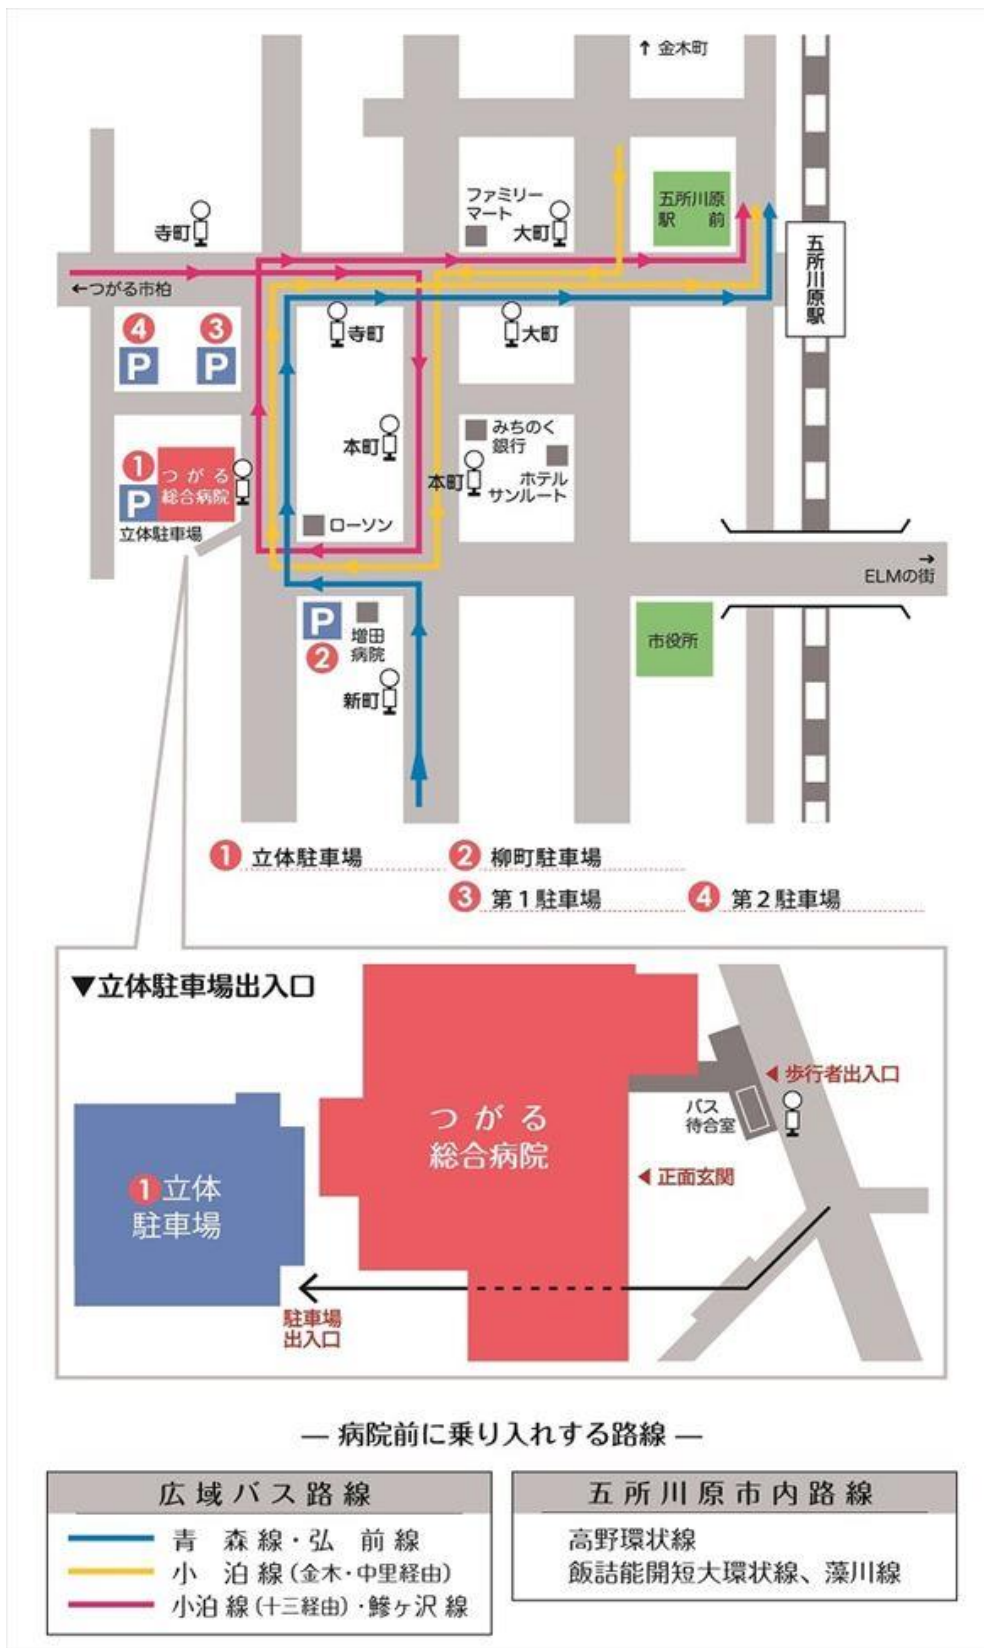 ↑ 金木町
ファミリー
マート
五所川原
駅 前
寺町
大町
←つがる市柏
五所川原駅
4
3
P
P
寺町
大町
本町
みちのく
銀行
本町
ホテル
サンルート
1
つがる
総合病院
P
立体駐車場
ローソン
→
ELMの街
P
2
増田
病院
市役所
新町
1 立体駐車場
2 柳町駐車場
3 第1駐車場
4 第2駐車場
▼立体駐車場出入口
◀歩行者出入口
バス
待合室
つがる
総合病院
◀正面玄関
1立体
駐車場
駐車場
出入口
― 病院前に乗り入れする路線 ―
広域バス路線
青 森 線・弘 前 線
小 泊 線(金木・中里経由)
小泊線(十三経由)・鰺ヶ沢線
五所川原市内路線
高野環状線
飯詰能開短大環状線、藻川線